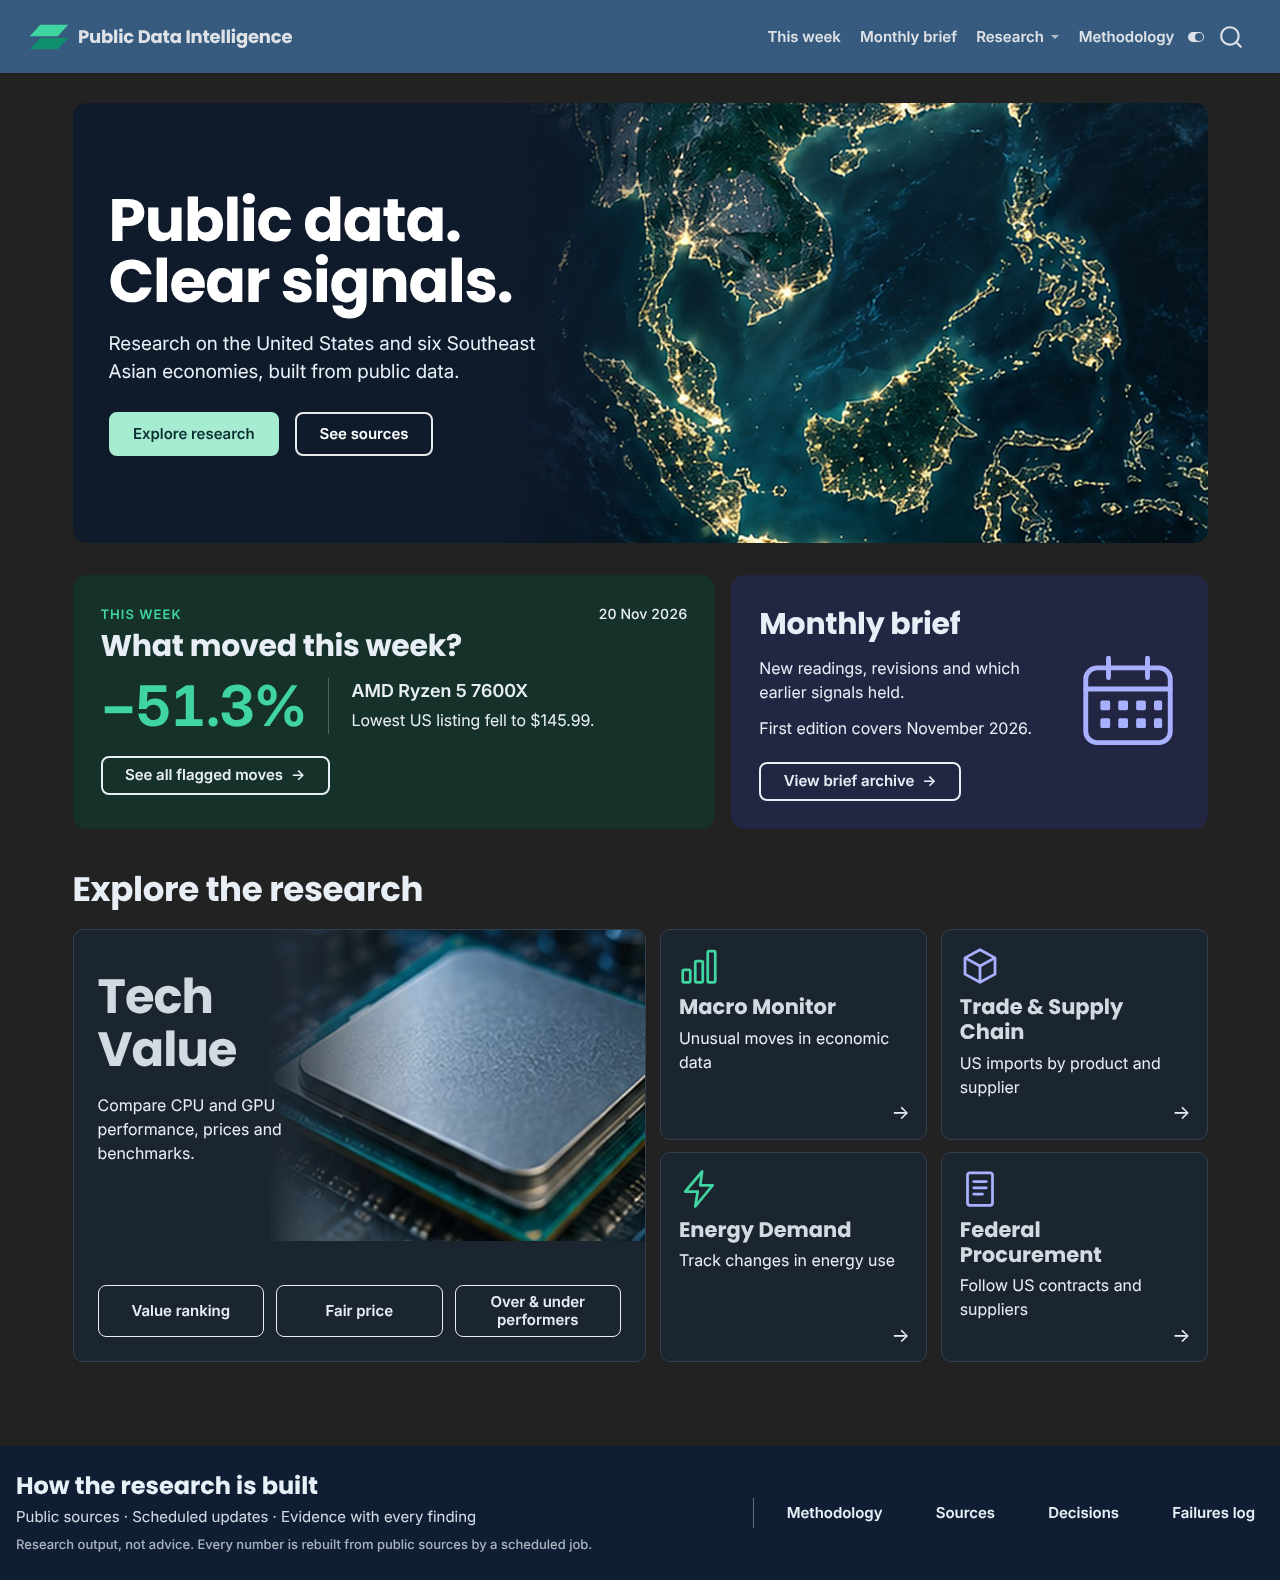 Public Data Intelligence
This week
Monthly brief
Research
Methodology
Public data.
Clear signals.
Research on the United States and six Southeast
Asian economies, built from public data.
Explore research
See sources
THIS WEEK
20 Nov 2026
What moved this week?
−51.3%
AMD Ryzen 5 7600X
Lowest US listing fell to $145.99.
See all flagged moves →
Monthly brief
New readings, revisions and which
earlier signals held.
First edition covers November 2026.
View brief archive →
Explore the research
Tech
Value
Compare CPU and GPU
performance, prices and
benchmarks.
Value ranking
Fair price
Over & under
performers
Macro Monitor
Unusual moves in economic
data
→
Trade & Supply
Chain
US imports by product and
supplier
→
Energy Demand
Track changes in energy use
→
Federal
Procurement
Follow US contracts and
suppliers
→
How the research is built
Public sources · Scheduled updates · Evidence with every finding
Research output, not advice. Every number is rebuilt from public sources by a scheduled job.
Methodology
Sources
Decisions
Failures log